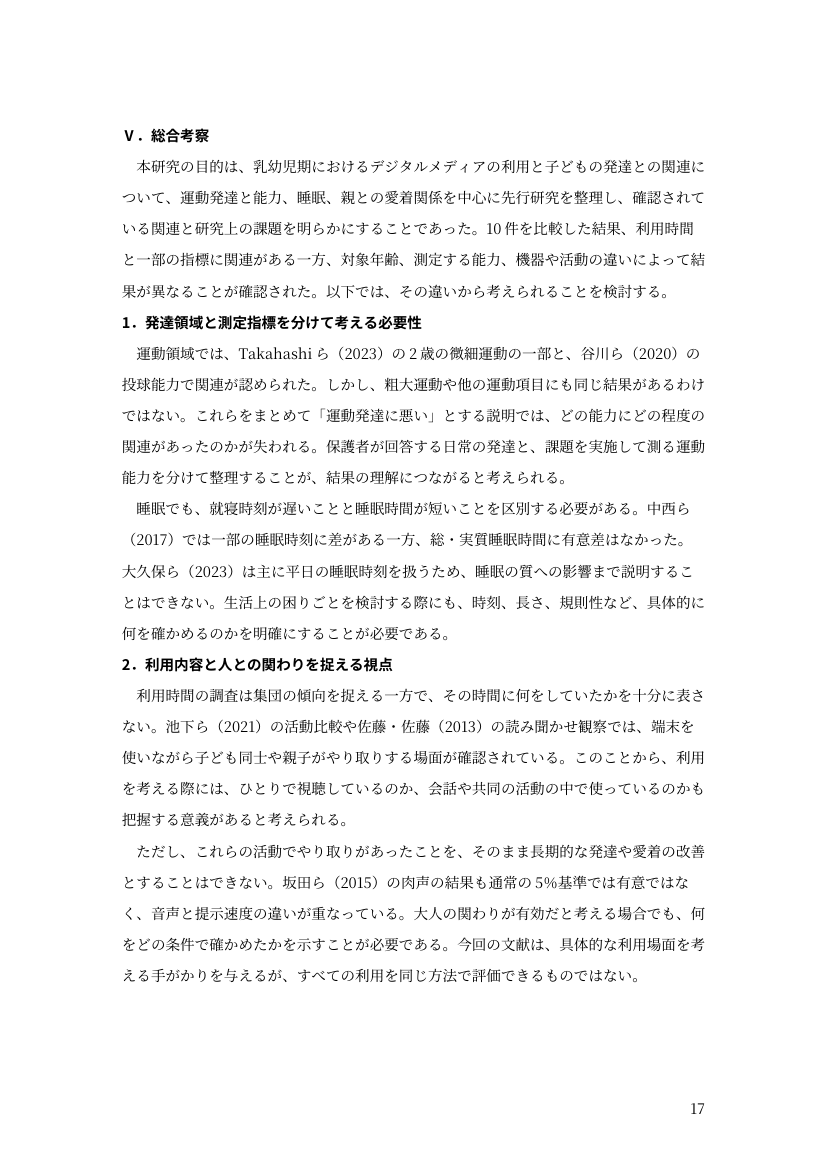 Ⅴ．総合考察
本研究の目的は、乳幼児期におけるデジタルメディアの利用と子どもの発達との関連に
ついて、運動発達と能力、睡眠、親との愛着関係を中心に先行研究を整理し、確認されて
いる関連と研究上の課題を明らかにすることであった。10 件を比較した結果、利用時間
と一部の指標に関連がある一方、対象年齢、測定する能力、機器や活動の違いによって結
果が異なることが確認された。以下では、その違いから考えられることを検討する。
1．発達領域と測定指標を分けて考える必要性
運動領域では、Takahashi ら（2023）の 2 歳の微細運動の一部と、谷川ら（2020）の
投球能力で関連が認められた。しかし、粗大運動や他の運動項目にも同じ結果があるわけ
ではない。これらをまとめて「運動発達に悪い」とする説明では、どの能力にどの程度の
関連があったのかが失われる。保護者が回答する日常の発達と、課題を実施して測る運動
能力を分けて整理することが、結果の理解につながると考えられる。
睡眠でも、就寝時刻が遅いことと睡眠時間が短いことを区別する必要がある。中西ら
（2017）では一部の睡眠時刻に差がある一方、総・実質睡眠時間に有意差はなかった。
大久保ら（2023）は主に平日の睡眠時刻を扱うため、睡眠の質への影響まで説明するこ
とはできない。生活上の困りごとを検討する際にも、時刻、長さ、規則性など、具体的に
何を確かめるのかを明確にすることが必要である。
2．利用内容と人との関わりを捉える視点
利用時間の調査は集団の傾向を捉える一方で、その時間に何をしていたかを十分に表さ
ない。池下ら（2021）の活動比較や佐藤・佐藤（2013）の読み聞かせ観察では、端末を
使いながら子ども同士や親子がやり取りする場面が確認されている。このことから、利用
を考える際には、ひとりで視聴しているのか、会話や共同の活動の中で使っているのかも
把握する意義があると考えられる。
ただし、これらの活動でやり取りがあったことを、そのまま長期的な発達や愛着の改善
とすることはできない。坂田ら（2015）の肉声の結果も通常の 5％基準では有意ではな
く、音声と提示速度の違いが重なっている。大人の関わりが有効だと考える場合でも、何
をどの条件で確かめたかを示すことが必要である。今回の文献は、具体的な利用場面を考
える手がかりを与えるが、すべての利用を同じ方法で評価できるものではない。
17